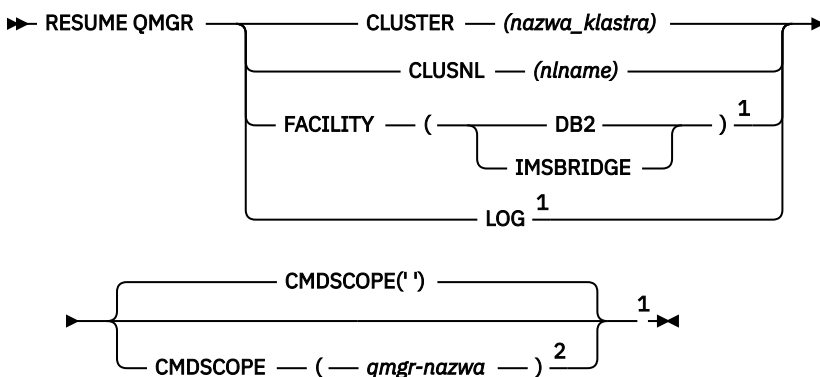 RESUME QMGR CLUSTER (nazwa_klastra)
CLUSNL (nlname)
FACILITY ( DB2 ) 1
IMSBRIDGE
LOG 1
CMDSCOPE(' ')
1
CMDSCOPE ( qmgr-nazwa ) 2